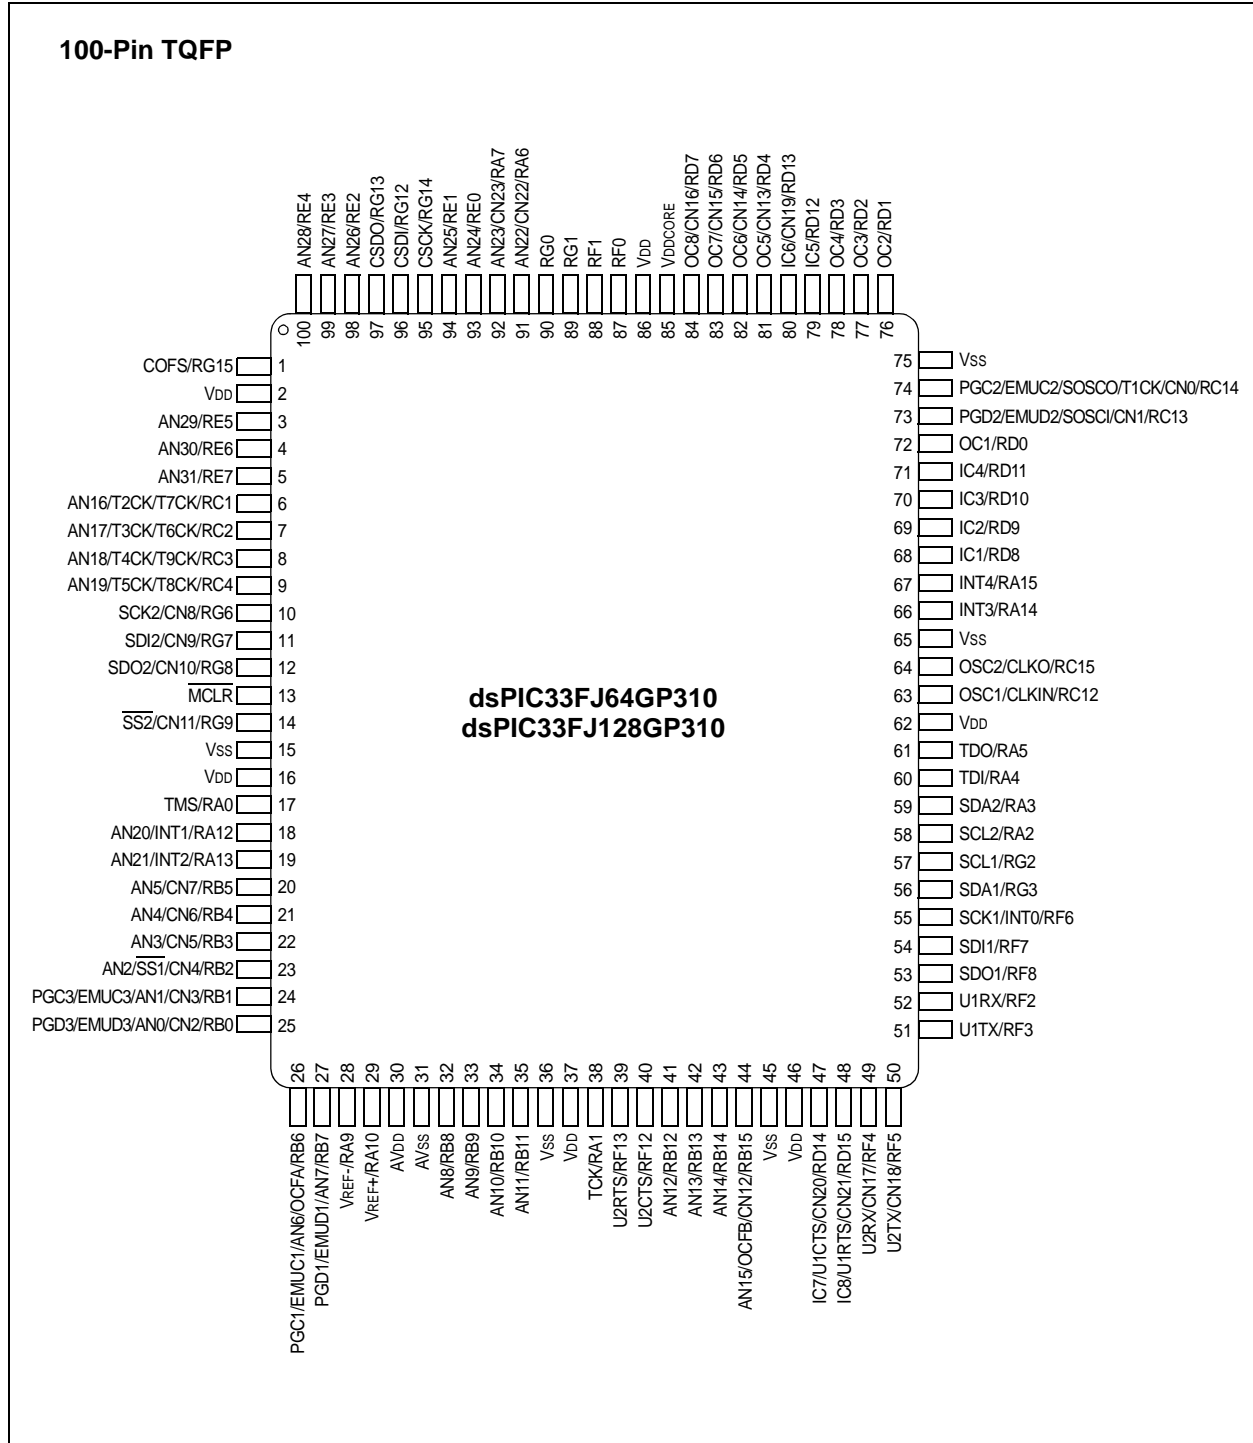 100-Pin TQFP
AN28/RE4
AN27/RE3
AN26/RE2
CSDO/RG13
CSDI/RG12
CSCK/RG14
AN25/RE1
AN24/RE0
AN23/CN23/RA7
AN22/CN22/RA6
RG0
RG1
RF1
RF0
VDD
VDDCORE
OC8/CN16/RD7
OC7/CN15/RD6
OC6/CN14/RD5
OC5/CN13/RD4
IC6/CN19/RD13
IC5/RD12
OC4/RD3
OC3/RD2
OC2/RD1
100
99
98
97
96
95
94
93
92
91
90
89
88
87
86
85
84
83
82
81
80
79
78
77
76
COFS/RG15 1
VDD 2
AN29/RE5 3
AN30/RE6 4
AN31/RE7 5
AN16/T2CK/T7CK/RC1 6
AN17/T3CK/T6CK/RC2 7
AN18/T4CK/T9CK/RC3 8
AN19/T5CK/T8CK/RC4 9
SCK2/CN8/RG6 10
SDI2/CN9/RG7 11
SDO2/CN10/RG8 12
MCLR 13
SS2/CN11/RG9 14
VSS 15
VDD 16
TMS/RA0 17
AN20/INT1/RA12 18
AN21/INT2/RA13 19
AN5/CN7/RB5 20
AN4/CN6/RB4 21
AN3/CN5/RB3 22
AN2/SS1/CN4/RB2 23
PGC3/EMUC3/AN1/CN3/RB1 24
PGD3/EMUD3/AN0/CN2/RB0 25
dsPIC33FJ64GP310
dsPIC33FJ128GP310
75 VSS
74 PGC2/EMUC2/SOSCO/T1CK/CN0/RC14
73 PGD2/EMUD2/SOSCI/CN1/RC13
72 OC1/RD0
71 IC4/RD11
70 IC3/RD10
69 IC2/RD9
68 IC1/RD8
67 INT4/RA15
66 INT3/RA14
65 VSS
64 OSC2/CLKO/RC15
63 OSC1/CLKIN/RC12
62 VDD
61 TDO/RA5
60 TDI/RA4
59 SDA2/RA3
58 SCL2/RA2
57 SCL1/RG2
56 SDA1/RG3
55 SCK1/INT0/RF6
54 SDI1/RF7
53 SDO1/RF8
52 U1RX/RF2
51 U1TX/RF3
26
27
28
29
30
31
32
33
34
35
36
37
38
39
40
41
42
43
44
45
46
47
48
49
50
PGC1/EMUC1/AN6/OCFA/RB6
PGD1/EMUD1/AN7/RB7
VREF-/RA9
VREF+/RA10
AVDD
AVSS
AN8/RB8
AN9/RB9
AN10/RB10
AN11/RB11
VSS
VDD
TCK/RA1
U2RTS/RF13
U2CTS/RF12
AN12/RB12
AN13/RB13
AN14/RB14
AN15/OCFB/CN12/RB15
VSS
VDD
IC7/U1CTS/CN20/RD14
IC8/U1RTS/CN21/RD15
U2RX/CN17/RF4
U2TX/CN18/RF5